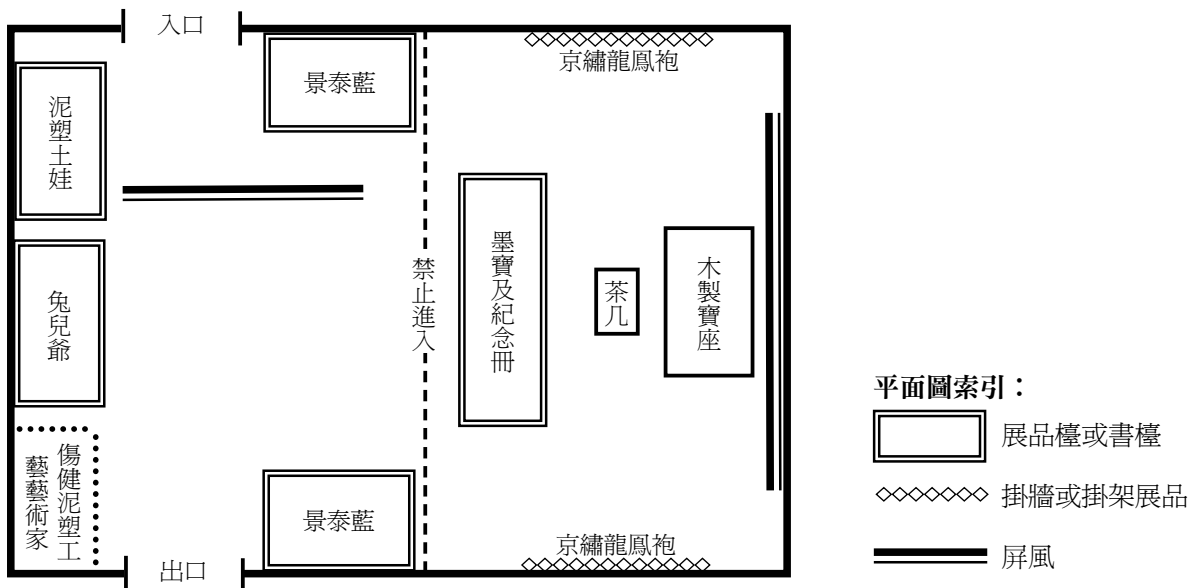 入口
京繡龍鳳袍
景泰藍
泥塑土娃
墨寶及紀念冊
禁止進入
木製寶座
茶几
兔兒爺
平面圖索引：
展品檯或書檯
傷健泥塑工
藝藝術家
掛牆或掛架展品
景泰藍
京繡龍鳳袍
出口
屏風